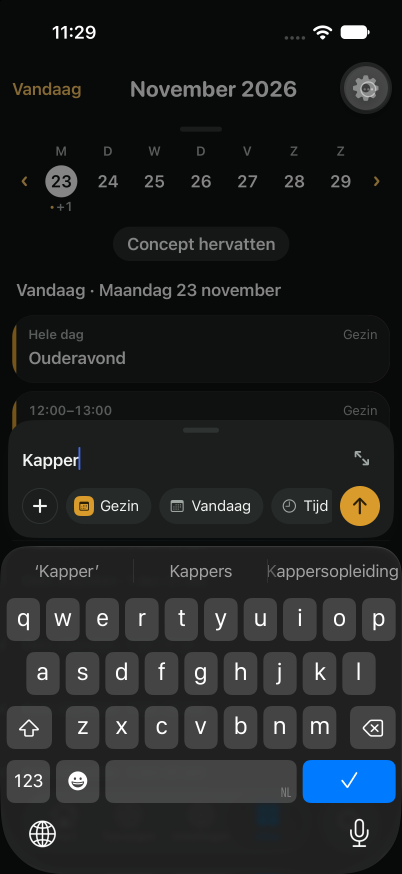 11:29
Vandaag
November 2026
M D W D V Z Z
‹ 23 24 25 26 27 28 29 ›
•+1
Concept hervatten
Vandaag · Maandag 23 november
Hele dag Gezin
Ouderavond
12:00–13:00 Gezin
Kapper
Gezin Vandaag Tijd
‘Kapper’ Kappers Kappersopleiding
q w e r t y u i o p
a s d f g h j k l
z x c v b n m
123
NL